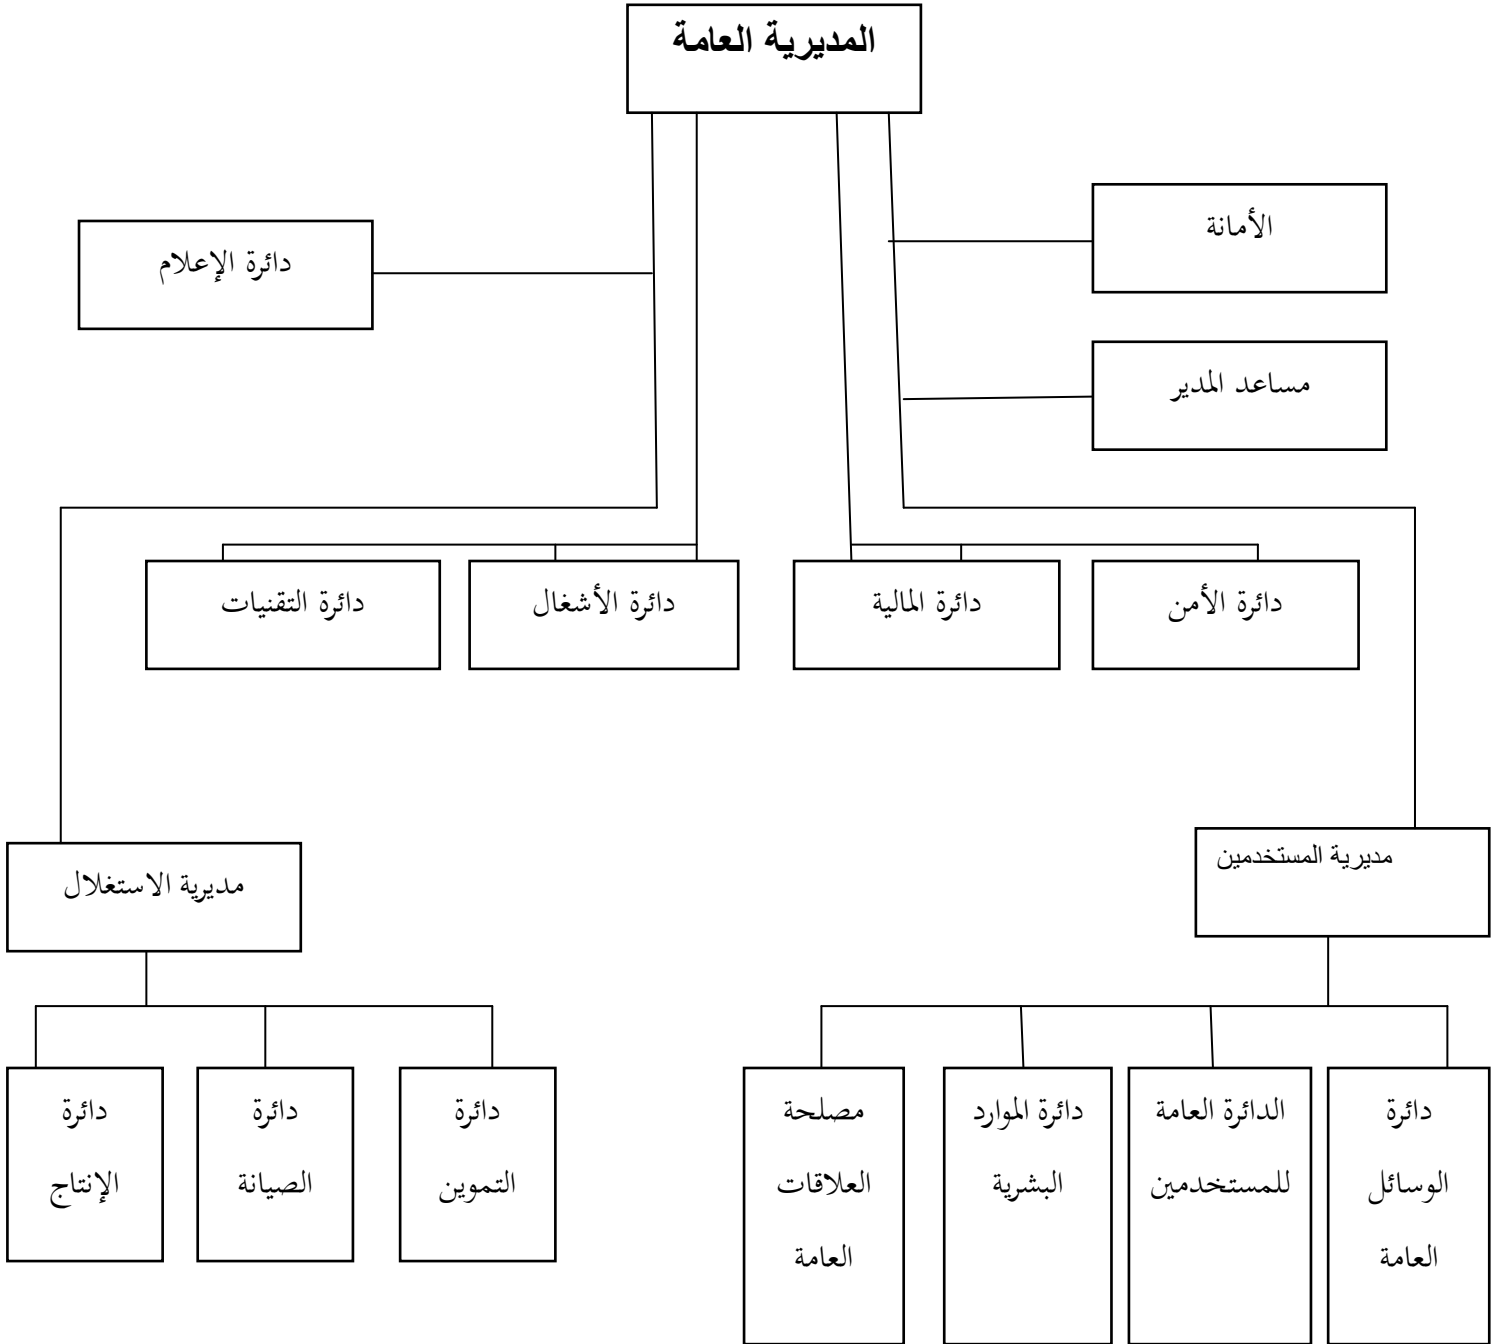 المديرية العامة
الأمانة
دائرة الإعلام
مساعد المدير
دائرة الأمن
دائرة المالية
دائرة الأشغال
دائرة التقنيات
مديرية المستخدمين
مديرية الاستغلال
دائرة
الوسائل
العامة
الدائرة العامة
للمستخدمين
دائرة الموارد
البشرية
مصلحة
العلاقات
العامة
دائرة
التموين
دائرة
الصيانة
دائرة
الإنتاج